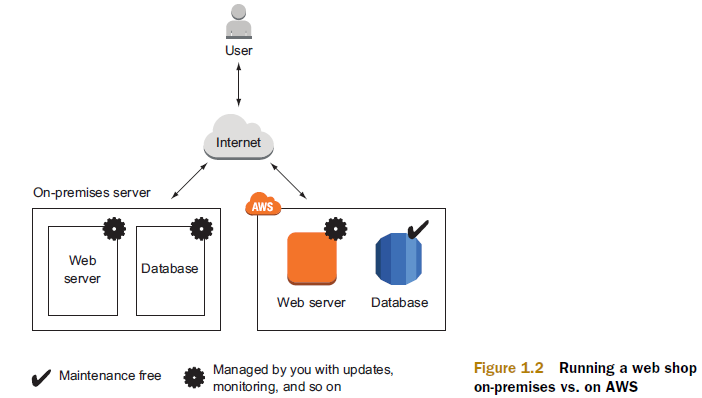 User
Internet
On-premises server
AWS
Web
server
Database
Web server
Database
Maintenance free
Managed by you with updates,
monitoring, and so on
Figure 1.2 Running a web shop
on-premises vs. on AWS